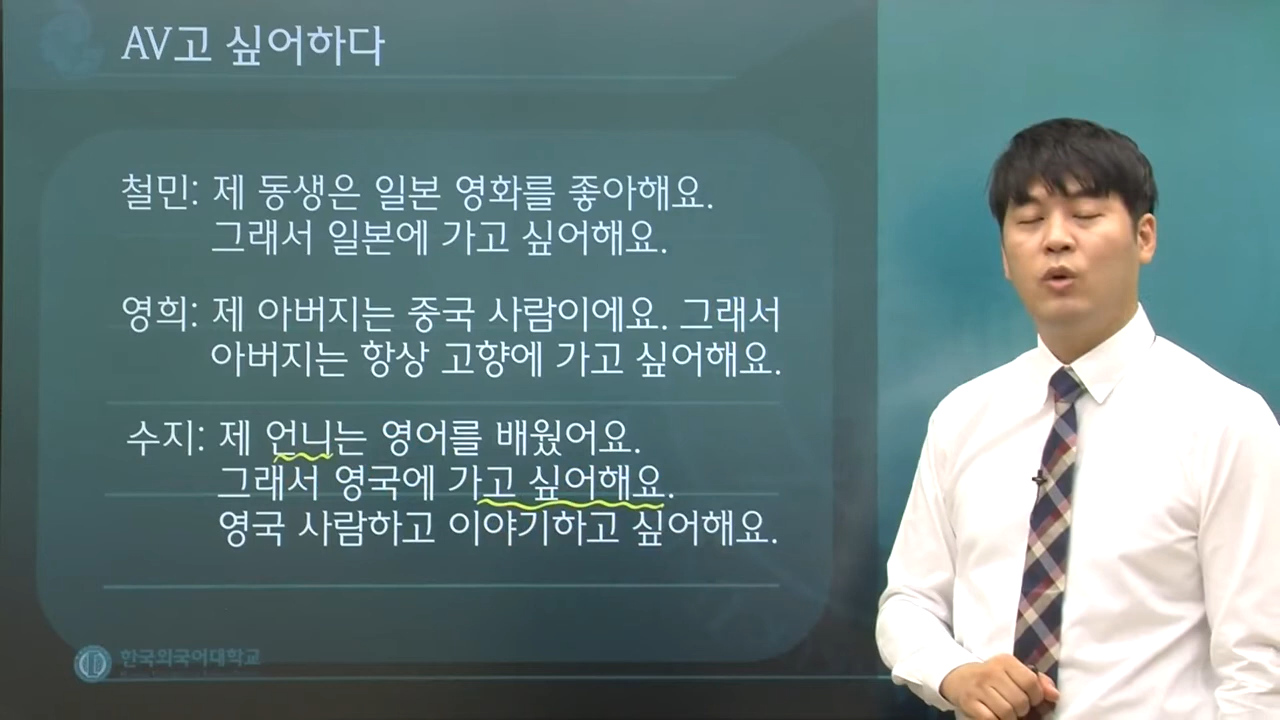 AV고 싶어하다
철민: 제 동생은 일본 영화를 좋아해요.
그래서 일본에 가고 싶어해요.
영희: 제 아버지는 중국 사람이에요. 그래서
아버지는 항상 고향에 가고 싶어해요.
수지: 제 언니는 영어를 배웠어요.
그래서 영국에 가고 싶어해요.
영국 사람하고 이야기하고 싶어해요.
한국외국어대학교